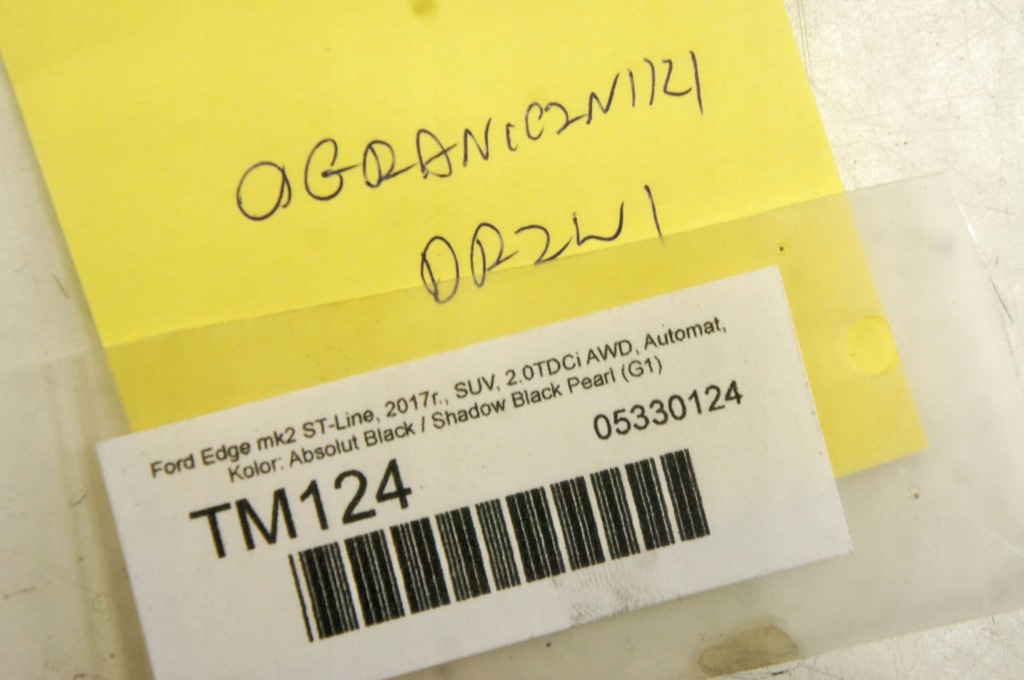 OGRANICZNIKI
DRZWI
Ford Edge mk2 ST-Line, 2017r., SUV, 2.0TDCi AWD, Automat,
Kolor: Absolut Black / Shadow Black Pearl (G1)
TM124 05330124